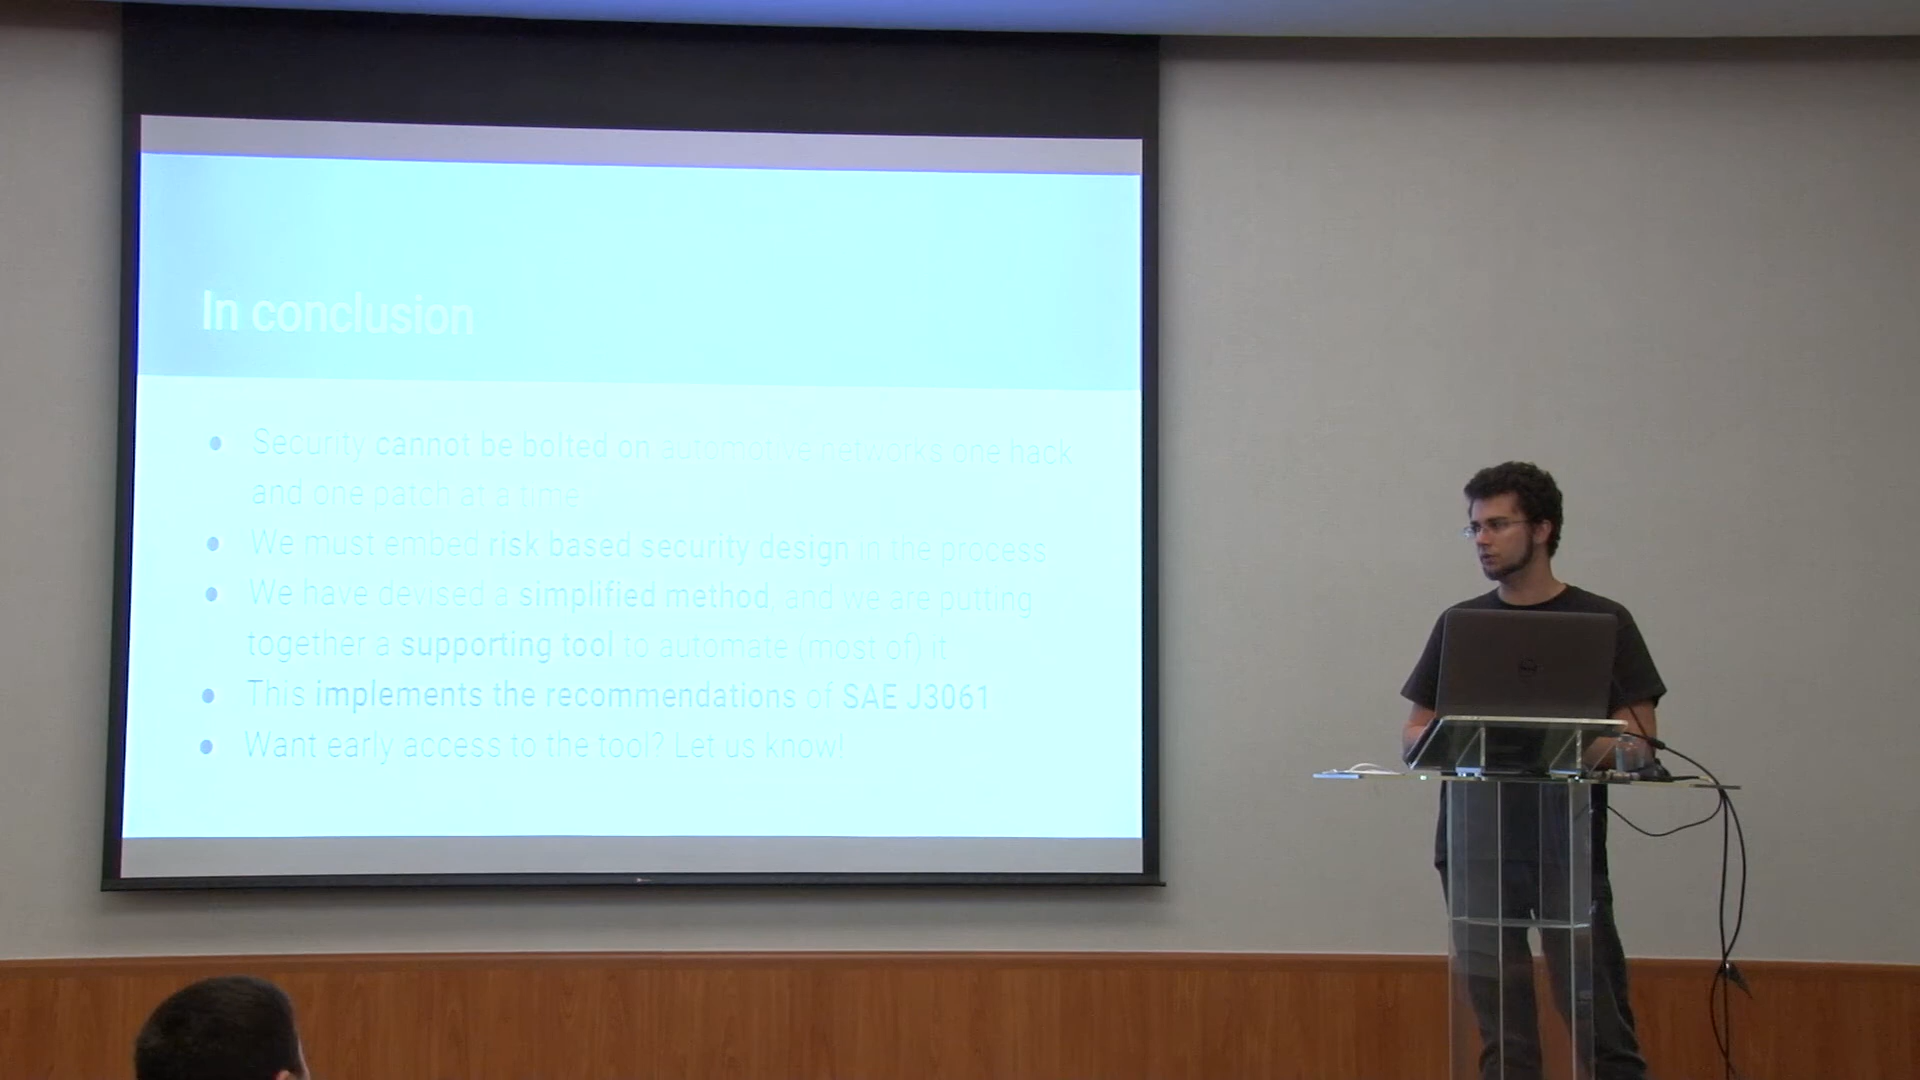 In conclusion
Security cannot be bolted on automotive networks one hack
and one patch at a time
We must embed risk based security design in the process
We have devised a simplified method, and we are putting
together a supporting tool to automate (most of) it
This implements the recommendations of SAE J3061
Want early access to the tool? Let us know!